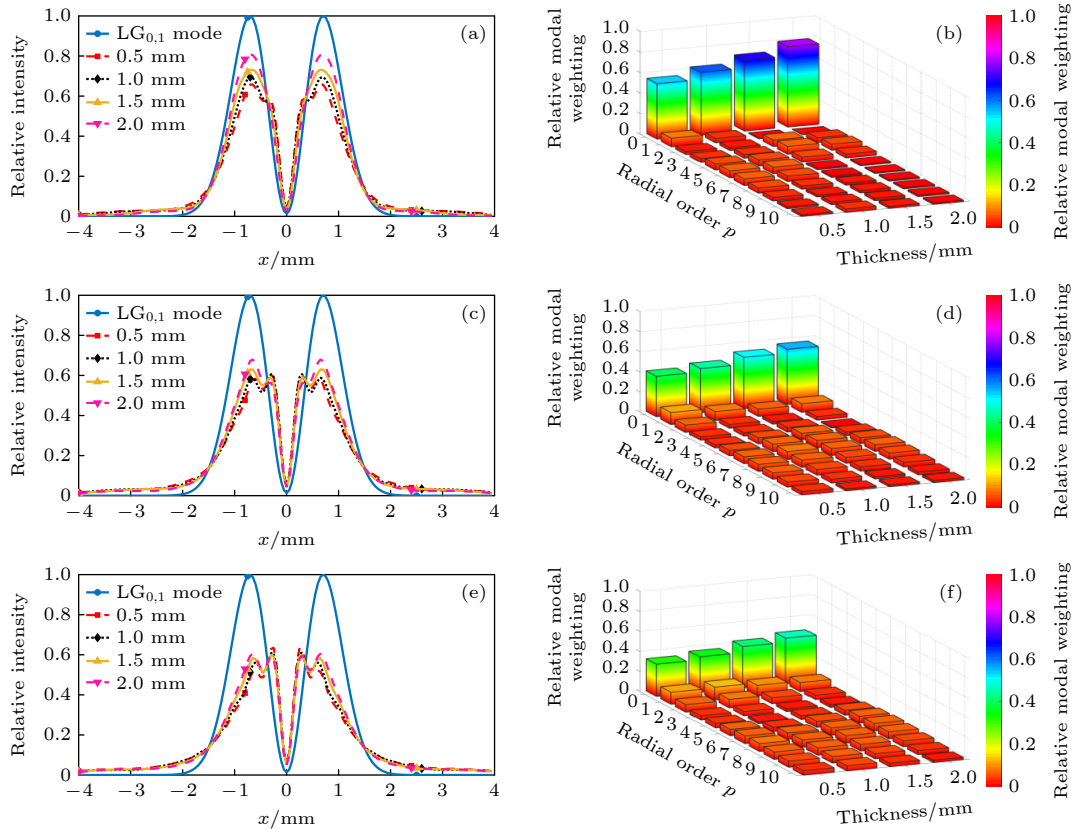 1.0
0.8
0.6
0.4
0.2
0
Relative intensity
LG0,1 mode
0.5 mm
1.0 mm
1.5 mm
2.0 mm
(a)
−4 −3 −2 −1 0 1 2 3 4
x/mm
(b)
1.0
0.8
0.6
0.4
0.2
0
Relative modal
weighting
1 2 3 4 5 6 7 8 9 10
Radial order p
0.5 1.0 1.5 2.0
Thickness/mm
1.0
0.8
0.6
0.4
0.2
0
Relative modal weighting
1.0
0.8
0.6
0.4
0.2
0
Relative intensity
LG0,1 mode
0.5 mm
1.0 mm
1.5 mm
2.0 mm
(c)
−4 −3 −2 −1 0 1 2 3 4
x/mm
(d)
1.0
0.8
0.6
0.4
0.2
0
Relative modal
weighting
1 2 3 4 5 6 7 8 9 10
Radial order p
0.5 1.0 1.5 2.0
Thickness/mm
1.0
0.8
0.6
0.4
0.2
0
Relative modal weighting
1.0
0.8
0.6
0.4
0.2
0
Relative intensity
LG0,1 mode
0.5 mm
1.0 mm
1.5 mm
2.0 mm
(e)
−4 −3 −2 −1 0 1 2 3 4
x/mm
(f)
1.0
0.8
0.6
0.4
0.2
0
Relative modal
weighting
1 2 3 4 5 6 7 8 9 10
Radial order p
0.5 1.0 1.5 2.0
Thickness/mm
1.0
0.8
0.6
0.4
0.2
0
Relative modal weighting